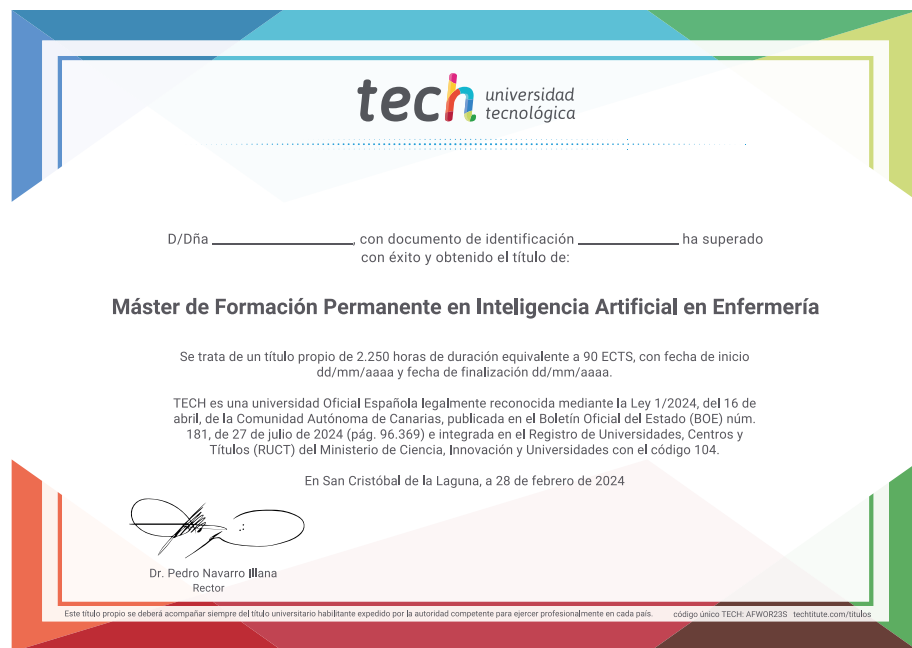 tech universidad
tecnológica
D/Dña ______________, con documento de identificación ______________ ha superado
con éxito y obtenido el título de:
Máster de Formación Permanente en Inteligencia Artificial en Enfermería
Se trata de un título propio de 2.250 horas de duración equivalente a 90 ECTS, con fecha de inicio
dd/mm/aaaa y fecha de finalización dd/mm/aaaa.
TECH es una universidad Oficial Española legalmente reconocida mediante la Ley 1/2024, del 16 de
abril, de la Comunidad Autónoma de Canarias, publicada en el Boletín Oficial del Estado (BOE) núm.
181, de 27 de julio de 2024 (pág. 96.369) e integrada en el Registro de Universidades, Centros y
Títulos (RUCT) del Ministerio de Ciencia, Innovación y Universidades con el código 104.
En San Cristóbal de la Laguna, a 28 de febrero de 2024
Dr. Pedro Navarro Illana
Rector
Este título propio se deberá acompañar siempre del título universitario habilitante expedido por la autoridad competente para ejercer profesionalmente en cada país. código único TECH: AFWOR23S techtitute.com/titulos